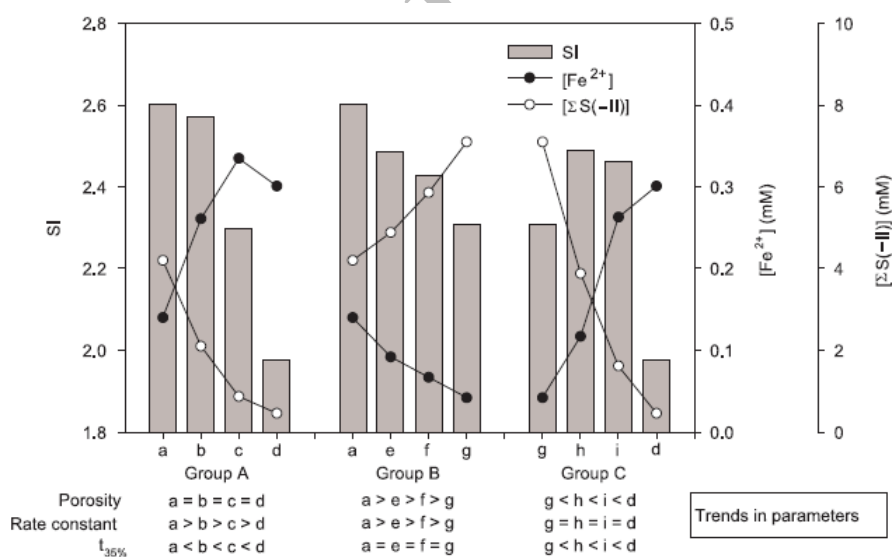 2.8
2.6
2.4
2.2
2.0
1.8
SI
SI
[Fe²⁺]
[ΣS(-II)]
0.5
0.4
0.3
0.2
0.1
0.0
[Fe²⁺] (mM)
10
8
6
4
2
0
[ΣS(-II)] (mM)
a b c d a e f g g h i d
Group A Group B Group C
Porosity a = b = c = d a > e > f > g g < h < i < d
Rate constant a > b > c > d a > e > f > g g = h = i = d
t36% a < b < c < d a = e = f = g g < h < i < d
Trends in parameters